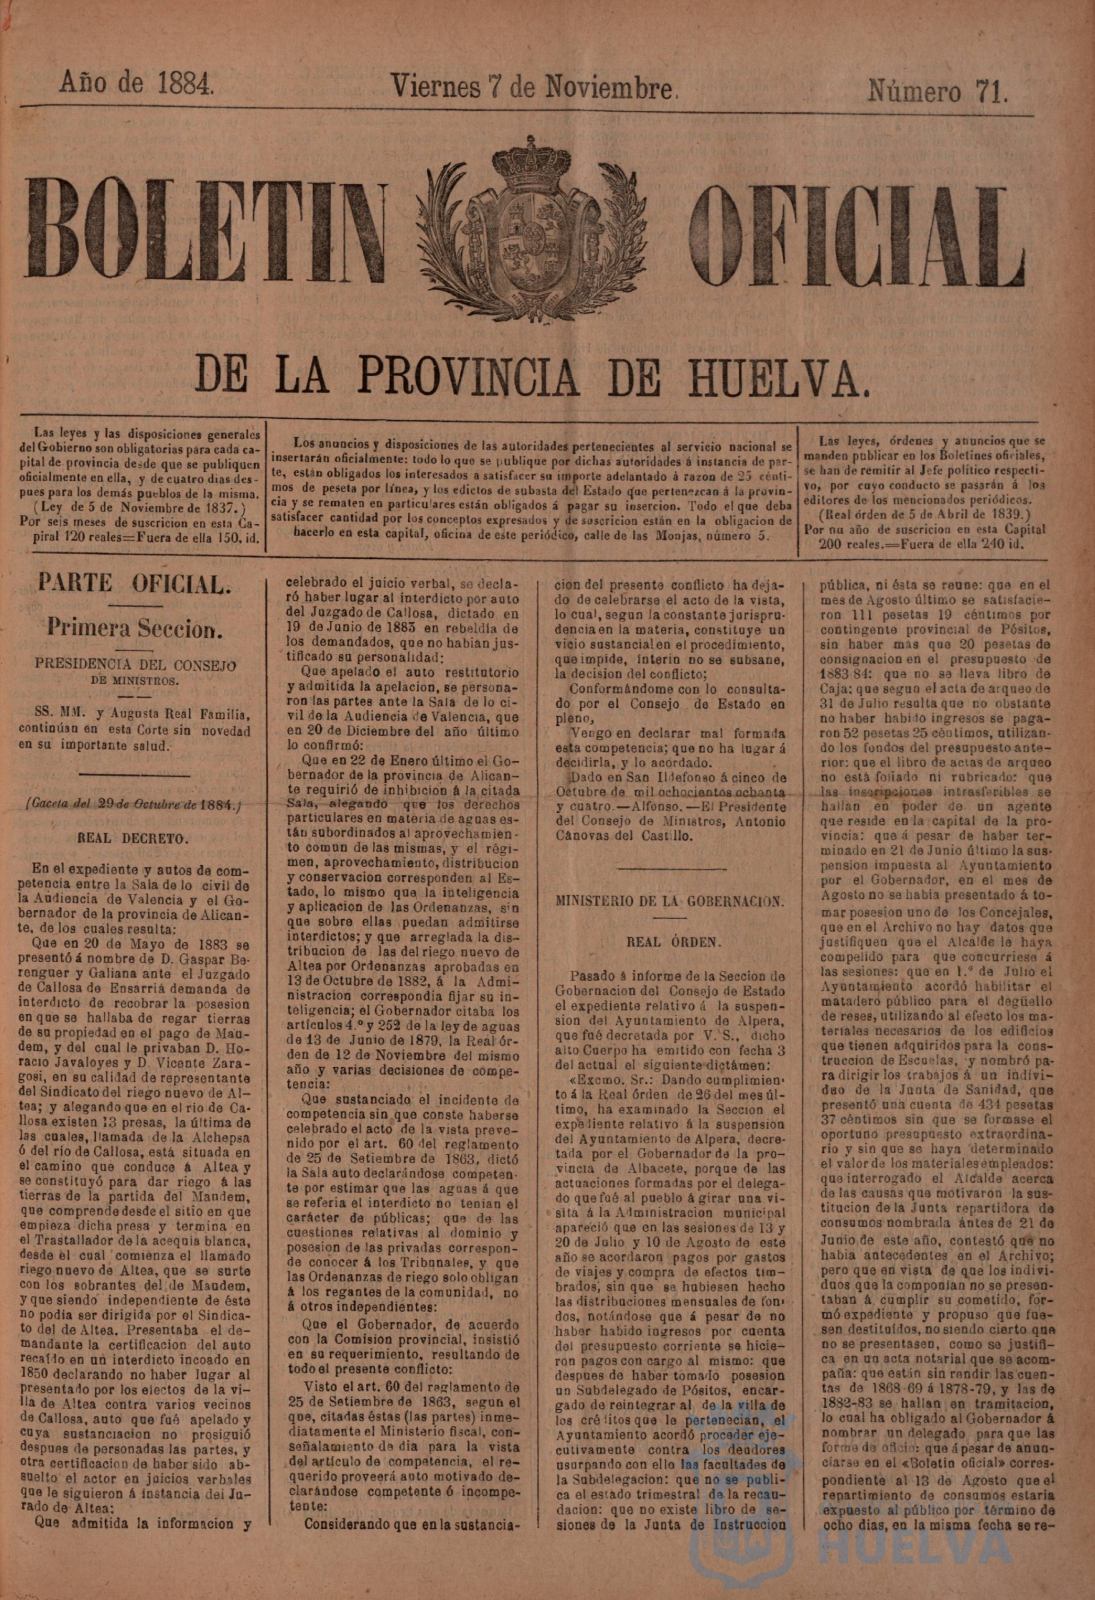 Año de 1884.
Viernes 7 de Noviembre.
Número 71.
BOLETIN OFICIAL
DE LA PROVINCIA DE HUELVA.
Las leyes y las disposiciones generales
del Gobierno son obligatorias para cada ca-
pital de provincia desde que se publiquen
oficialmente en ella, y de cuatro dias des-
pues para los demás pueblos de la misma.
(Ley de 5 de Noviembre de 1837.)
Por seis meses de suscricion en esta Ca-
piral 120 reales=Fuera de ella 150. id.
Los anuncios y disposiciones de las autoridades pertenecientes al servicio nacional se
insertarán oficialmente: todo lo que se publique por dichas autoridades á instancia de par-
te, están obligados los interesados á satisfacer su importe adelantado á razon de 25 cénti-
mos de peseta por línea, y los edictos de subasta del Estado que pertenezcan á la provin-
cia y se rematen en particulares están obligados á pagar su insercion. Todo el que deba
satisfacer cantidad por los conceptos expresados y de suscricion están en la obligacion de
hacerlo en esta capital, oficina de este periódico, calle de las Monjas, número 5.
Las leyes, órdenes y anuncios que se
manden publicar en los Boletines ofiriales,
se han de remitir al Jefe político respecti-
vo, por cuyo conducto se pasarán á los
editores de los mencionados periódicos.
(Real órden de 5 de Abril de 1839.)
Por nu año de suscricion en esta Capital
200 reales.=Fuera de ella 240 id.
PARTE OFICIAL.
Primera Seccion.
PRESIDENCIA DEL CONSEJO
DE MINISTROS.
SS. MM. y Augusta Real Familia,
continúan en esta Corte sin novedad
en su importante salud.
(Gaceta del 29 de Octubre de 1884.)
REAL DECRETO.
En el expediente y autos de com-
petencia entre la Sala de lo civil de
la Audiencia de Valencia y el Go-
bernador de la provincia de Alican-
te, de los cuales resulta:
Que en 20 de Mayo de 1883 se
presentó á nombre de D. Gaspar Be-
renguer y Galiana ante el Juzgado
de Callosa de Ensarriá demanda de
interdicto de recobrar la posesion
en que se hallaba de regar tierras
de su propiedad en el pago de Man-
dem, y del cual le privaban D. Ho-
racio Javaloyes y D. Vicente Zara-
gosi, en su calidad de representante
del Sindicato del riego nuevo de Al-
tea; y alegando que en el rio de Ca-
llosa existen 13 presas, la última de
las cuales, llamada de la Alchepsa
ó del rio de Callosa, está situada en
el camino que conduce á Altea y
se constituyó para dar riego á las
tierras de la partida del Mandem,
que comprende desde el sitio en que
empieza dicha presa y termina en
el Trastallador de la acequia blanca,
desde el cual comienza el llamado
riego nuevo de Altea, que se surte
con los sobrantes del de Mandem,
y que siendo independiente de éste
no podia ser dirigida por el Sindica-
to del de Altea. Presentaba el de-
mandante la certificacion del auto
recaído en un interdicto incoado en
1850 declarando no haber lugar al
presentado por los electos de la vi-
lla de Altea contra varios vecinos
de Callosa, auto que fué apelado y
cuya sustanciacion no prosiguió
despues de personadas las partes, y
otra certificacion de haber sido ab-
suelto el actor en juicios verbales
que le siguieron á instancia del Ju-
rado de Altea:
Que admitida la informacion y
celebrado el juicio verbal, se decla-
ró haber lugar al interdicto por auto
del Juzgado de Callosa, dictado en
19 de Junio de 1883 en rebeldía de
los demandados, que no habian jus-
tificado su personalidad:
Que apelado el auto restitutorio
y admitida la apelacion, se persona-
ron las partes ante la Sala de lo ci-
vil de la Audiencia de Valencia, que
en 20 de Diciembre del año último
lo confirmó:
Que en 22 de Enero último el Go-
bernador de la provincia de Alican-
te requirió de inhibicion á la citada
Sala, alegando que los derechos
particulares en materia de aguas es-
tán subordinados al aprovechamien-
to comun de las mismas, y el régi-
men, aprovechamiento, distribucion
y conservacion corresponden al Es-
tado, lo mismo que la inteligencia
y aplicacion de las Ordenanzas, sin
que sobre ellas puedan admitirse
interdictos; y que arreglada la dis-
tribucion de las del riego nuevo de
Altea por Ordenanzas aprobadas en
13 de Octubre de 1882, á la Admi-
nistracion correspondia fijar su in-
teligencia; el Gobernador citaba los
artículos 4.º y 252 de la ley de aguas
de 13 de Junio de 1879, la Real ór-
den de 12 de Noviembre del mismo
año y varias decisiones de compe-
tencia:
Que sustanciado el incidente de
competencia sin que conste haberse
celebrado el acto de la vista preve-
nido por el art. 60 del reglamento
de 25 de Setiembre de 1863, dictó
la Sala auto declarándose competen-
te por estimar que las aguas á que
se referia el interdicto no tenian el
carácter de públicas; que de las
cuestiones relativas al dominio y
posesion de las privadas correspon-
de conocer á los Tribunales, y que
las Ordenanzas de riego solo obligan
á los regantes de la comunidad, no
á otros independientes:
Que el Gobernador, de acuerdo
con la Comision provincial, insistió
en su requerimiento, resultando de
todo el presente conflicto:
Visto el art. 60 del reglamento de
25 de Setiembre de 1863, segun el
que, citadas éstas (las partes) inme-
diatamente el Ministerio fiscal, con-
señalamiento de dia para la vista
del artículo de competencia, el re-
querido proveerá auto motivado de-
clarándose competente ó incompe-
tente:
Considerando que en la sustancia-
cion del presente conflicto ha deja-
do de celebrarse el acto de la vista,
lo cual, segun la constante jurispru-
dencia en la materia, constituye un
vicio sustancial en el procedimiento,
que impide, ínterin no se subsane,
la decision del conflicto;
Conformándome con lo consulta-
do por el Consejo de Estado en
pleno,
Vengo en declarar mal formada
esta competencia; que no ha lugar á
decidirla, y lo acordado.
Dado en San Ildefonso á cinco de
Octubre de mil ochocientos ochenta
y cuatro.—Alfonso.—El Presidente
del Consejo de Ministros, Antonio
Cánovas del Castillo.
MINISTERIO DE LA GOBERNACION.
REAL ÓRDEN.
Pasado á informe de la Seccion de
Gobernacion del Consejo de Estado
el expediente relativo á la suspen-
sion del Ayuntamiento de Alpera,
que fué decretada por V. S., dicho
alto Cuerpo ha emitido con fecha 3
del actual el siguiente dictámen:
«Excmo. Sr.: Dando cumplimien-
to á la Real órden de 26 del mes úl-
timo, ha examinado la Seccion el
expediente relativo á la suspension
del Ayuntamiento de Alpera, decre-
tada por el Gobernador de la pro-
vincia de Albacete, porque de las
actuaciones formadas por el delega-
do que fué al pueblo á girar una vi-
sita á la Administracion municipal
apareció que en las sesiones de 13 y
20 de Julio y 10 de Agosto de este
año se acordaron pagos por gastos
de viajes y compra de efectos tim-
brados, sin que se hubiesen hecho
las distribuciones mensuales de fon-
dos, notándose que á pesar de no
haber habido ingresos por cuenta
del presupuesto corriente se hicie-
ron pagos con cargo al mismo: que
despues de haber tomado posesion
un Subdelegado de Pósitos, encar-
gado de reintegrar al de la villa de
los créditos que le pertenecian, el
Ayuntamiento acordó proceder eje-
cutivamente contra los deudores
usurpando con ello las facultades de
la Subdelegacion: que no se publi-
ca el estado trimestral de la recau-
dacion: que no existe libro de se-
siones de la Junta de Instruccion
pública, ni ésta se reune: que en el
mes de Agosto último se satisfacie-
ron 111 pesetas 19 céntimos por
contingente provincial de Pósitos,
sin haber más que 20 pesetas de
consignacion en el presupuesto de
1883-84: que no se lleva libro de
Caja; que segun el acta de arqueo de
31 de Julio resulta que no obstante
no haber habido ingresos se paga-
ron 52 pesetas 25 céntimos, utilizan-
do los fondos del presupuesto ante-
rior: que el libro de actas de arqueo
no está foliado ni rubricado: que
las inscripciones intrasferibles se
hallan en poder de un agente
que reside en la capital de la pro-
vincia: que á pesar de haber ter-
minado en 21 de Junio último la sus-
pension impuesta al Ayuntamiento
por el Gobernador, en el mes de
Agosto no se habia presentado á to-
mar posesion uno de los Concejales,
que en el Archivo no hay datos que
justifiquen que el Alcalde le haya
compelido para que concurriese á
las sesiones: que en 1.º de Julio el
Ayuntamiento acordó habilitar el
matadero público para el degüello
de reses, utilizando al efecto los ma-
teriales necesarios de los edificios
que tienen adquiridos para la cons-
truccion de Escuelas, y nombró pa-
ra dirigir los trabajos á un indivi-
duo de la Junta de Sanidad, que
presentó una cuenta de 434 pesetas
37 céntimos sin que se formase el
oportuno presupuesto extraordina-
rio y sin que se haya determinado
el valor de los materiales empleados:
que interrogado el Alcalde acerca
de las causas que motivaron la sus-
titucion de la Junta repartidora de
consumos nombrada ántes de 21 de
Junio de este año, contestó que no
habia antecedentes en el Archivo;
pero que en vista de que los indivi-
duos que la componian no se presen-
taban á cumplir su cometido, for-
mó expediente y propuso que fue-
sen destituídos, no siendo cierto que
no se presentasen, como se justifi-
ca en un acta notarial que se acom-
paña: que están sin rendir las cuen-
tas de 1868-69 á 1878-79, y las de
1882-83 se hallan en tramitacion,
lo cual ha obligado al Gobernador á
nombrar un delegado para que las
forme de oficio: que á pesar de anun-
ciarse en el «Boletin oficial» corres-
pondiente al 13 de Agosto que el
repartimiento de consumos estaria
expuesto al público por término de
ocho dias, en la misma fecha se re-
HUELVA